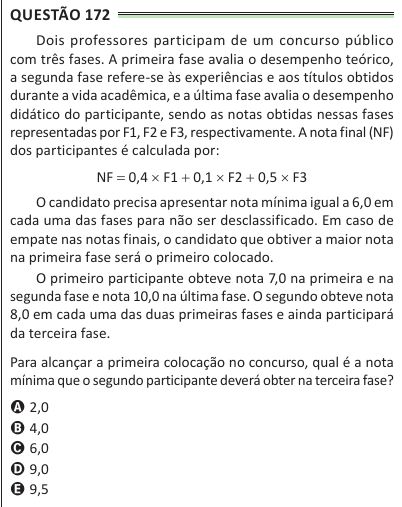 QUESTÃO 172
Dois professores participam de um concurso público
com três fases. A primeira fase avalia o desempenho teórico,
a segunda fase refere-se às experiências e aos títulos obtidos
durante a vida acadêmica, e a última fase avalia o desempenho
didático do participante, sendo as notas obtidas nessas fases
representadas por F1, F2 e F3, respectivamente. A nota final (NF)
dos participantes é calculada por:
NF = 0,4 × F1 + 0,1 × F2 + 0,5 × F3
O candidato precisa apresentar nota mínima igual a 6,0 em
cada uma das fases para não ser desclassificado. Em caso de
empate nas notas finais, o candidato que obtiver a maior nota
na primeira fase será o primeiro colocado.
O primeiro participante obteve nota 7,0 na primeira e na
segunda fase e nota 10,0 na última fase. O segundo obteve nota
8,0 em cada uma das duas primeiras fases e ainda participará
da terceira fase.
Para alcançar a primeira colocação no concurso, qual é a nota
mínima que o segundo participante deverá obter na terceira fase?
A 2,0
B 4,0
C 6,0
D 9,0
E 9,5